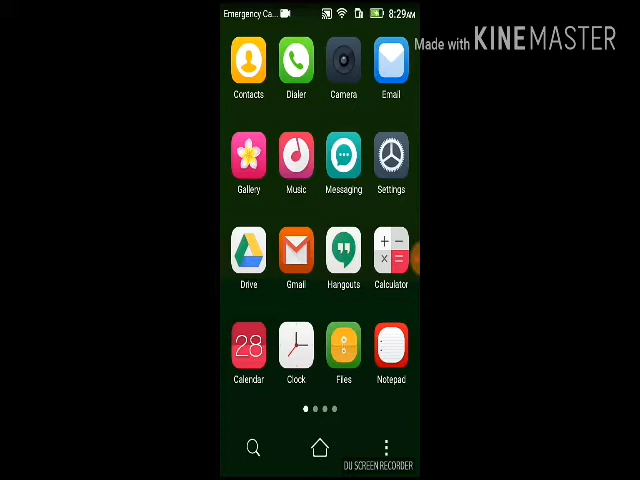 Emergency Ca... 8:29AM
Made with KINEMASTER
Contacts Dialer Camera Email
Gallery Music Messaging Settings
+ −
× =
Drive Gmail Hangouts Calculator
28
Calendar Clock Files Notepad
DU SCREEN RECORDER